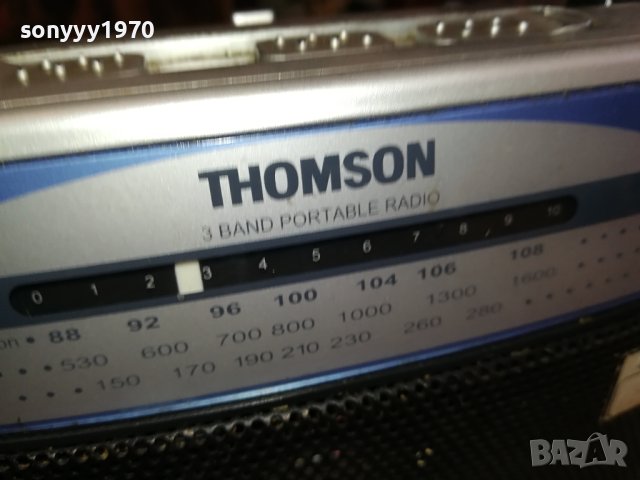 sonyyy1970
THOMSON
3 BAND PORTABLE RADIO
0 1 2 3 4 5 6 7 8 9 10
88 92 96 100 104 106 108
530 600 700 800 1000 1300 1600
150 170 190 210 230 260 280
BAZAR